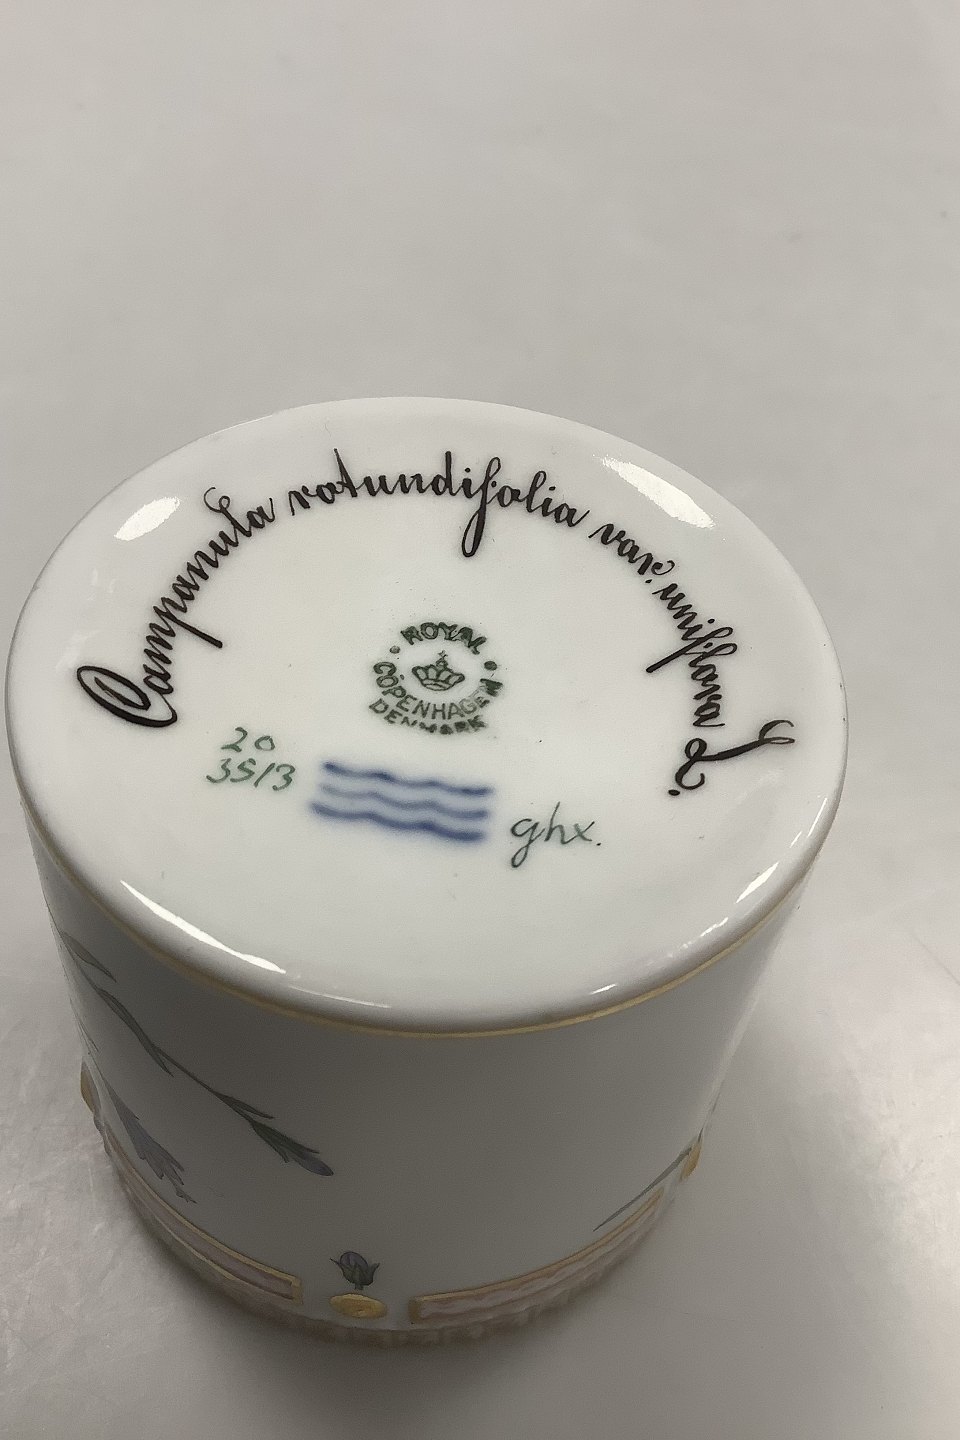 Campanula rotundifolia var. uniflora L.
ROYAL
COPENHAGEN
DENMARK
20
3513
ghx.